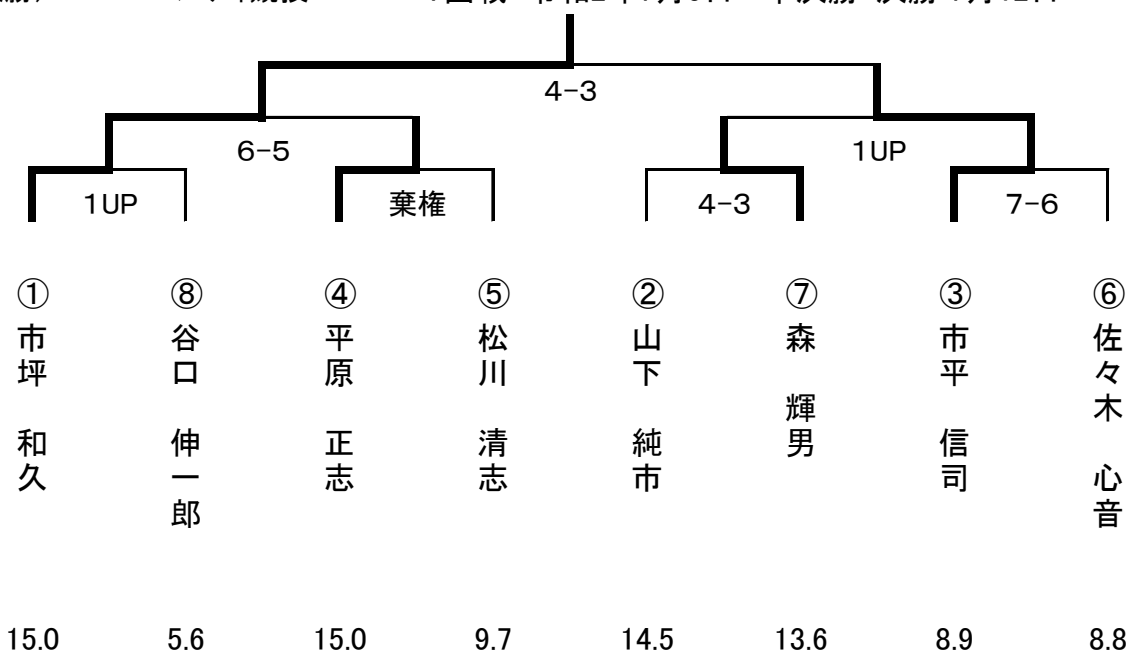 4-3
6-5
1UP
1UP
棄権
4-3
7-6
① ⑧ ④ ⑤ ② ⑦ ③ ⑥
市坪 和久
谷口 伸一郎
平原 正志
松川 清志
山下 純市
森 輝男
市平 信司
佐々木 心音
15.0 5.6 15.0 9.7 14.5 13.6 8.9 8.8